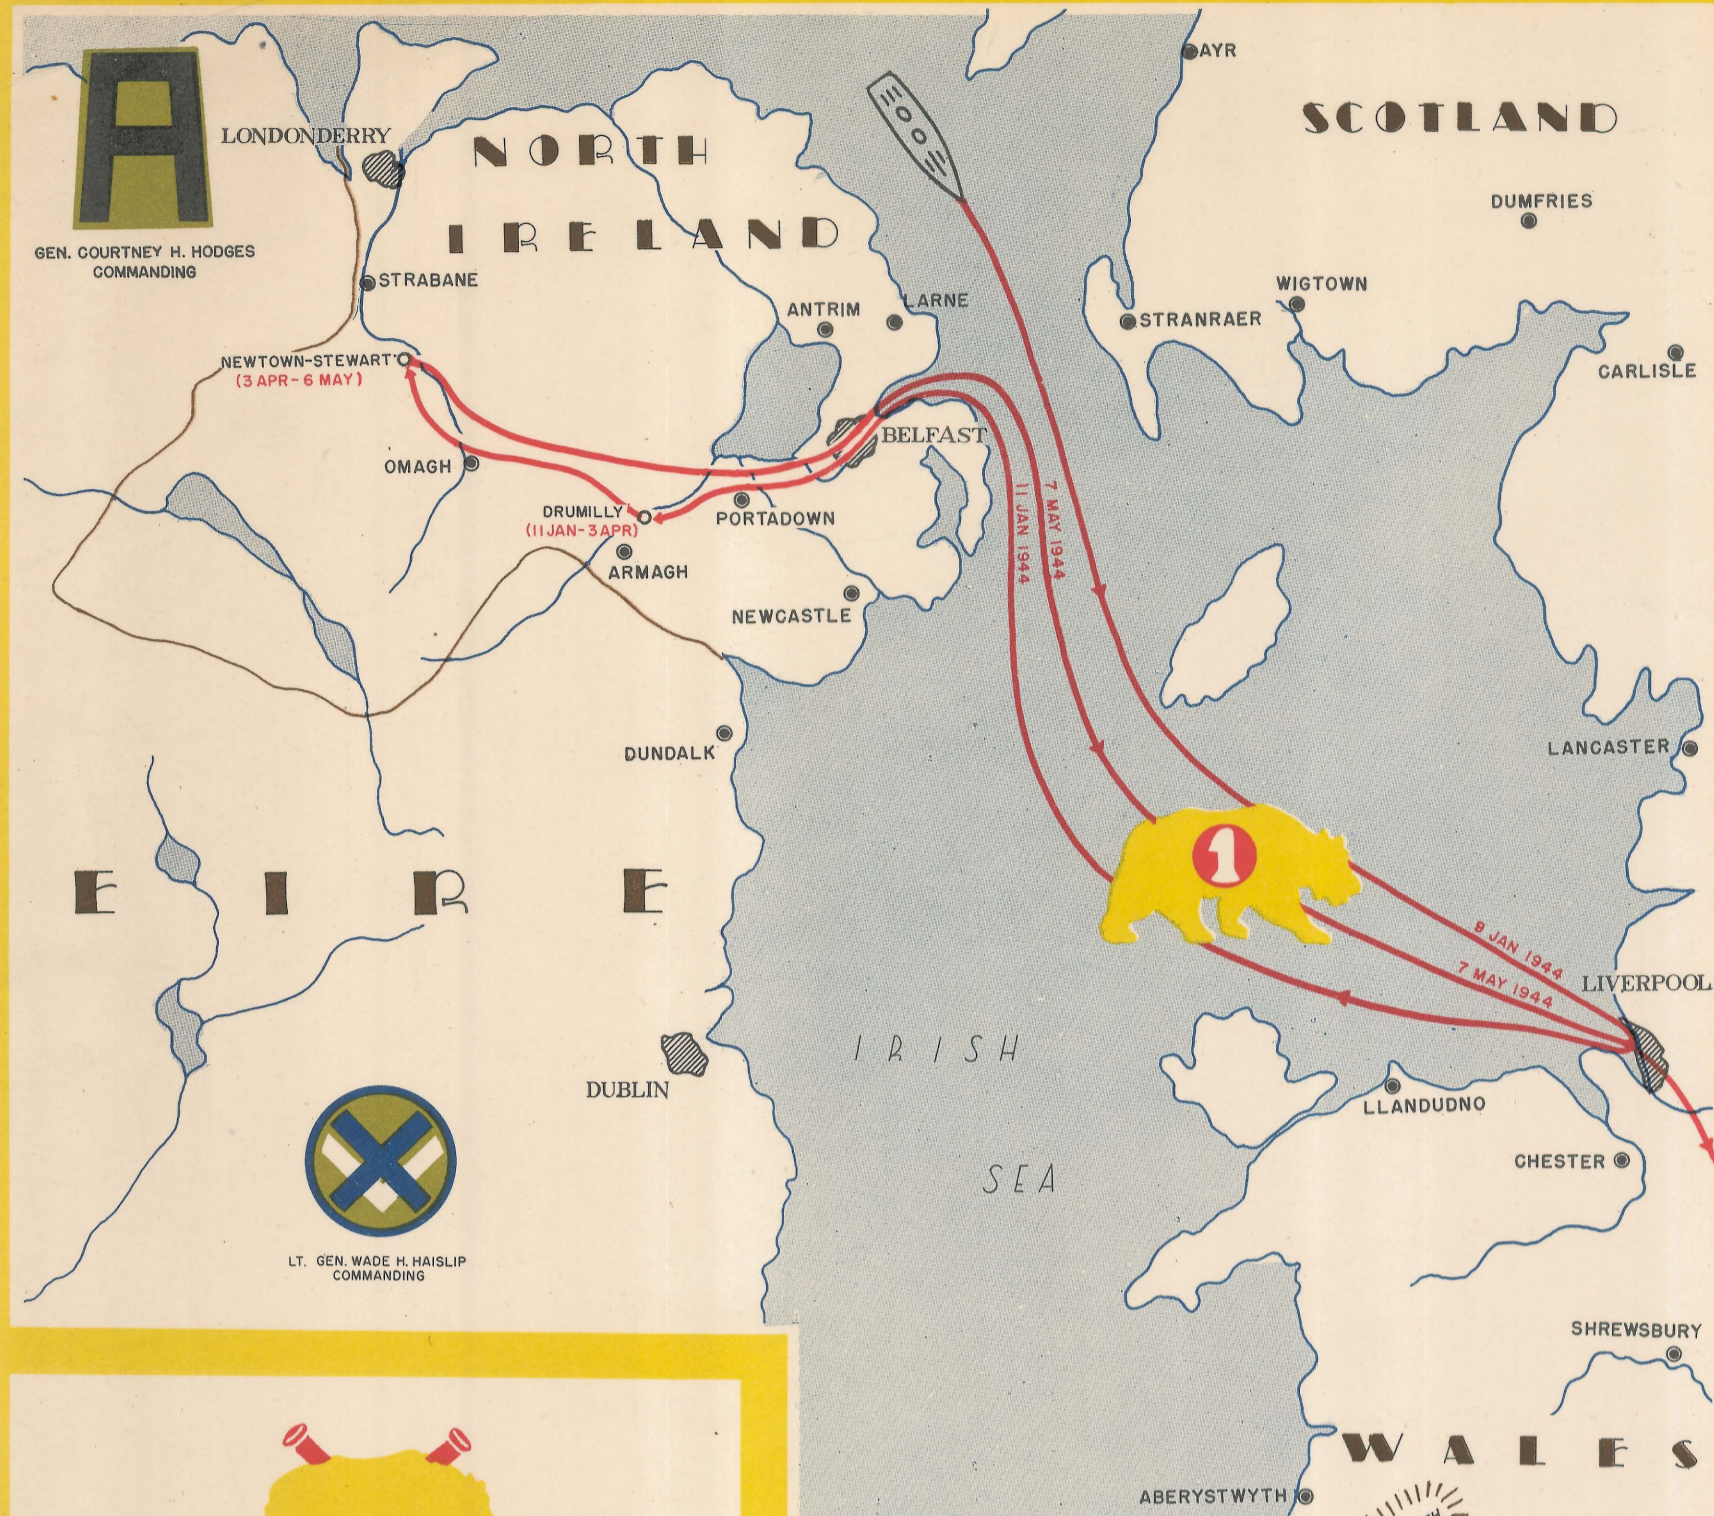 AYR
SCOTLAND
LONDONDERRY
NORTH
IRELAND
DUMFRIES
GEN. COURTNEY H. HODGES
COMMANDING
STRABANE
WIGTOWN
ANTRIM
LARNE
STRANRAER
NEWTOWN-STEWART
(3 APR-6 MAY)
CARLISLE
BELFAST
OMAGH
DRUMILLY
(11 JAN-3 APR)
PORTADOWN
11 JAN 1944
7 MAY 1944
ARMAGH
NEWCASTLE
DUNDALK
LANCASTER
1
EIRE
9 JAN 1944
7 MAY 1944
LIVERPOOL
IRISH
SEA
DUBLIN
LLANDUDNO
CHESTER
LT. GEN. WADE H. HAISLIP
COMMANDING
SHREWSBURY
WALES
ABERYSTWYTH